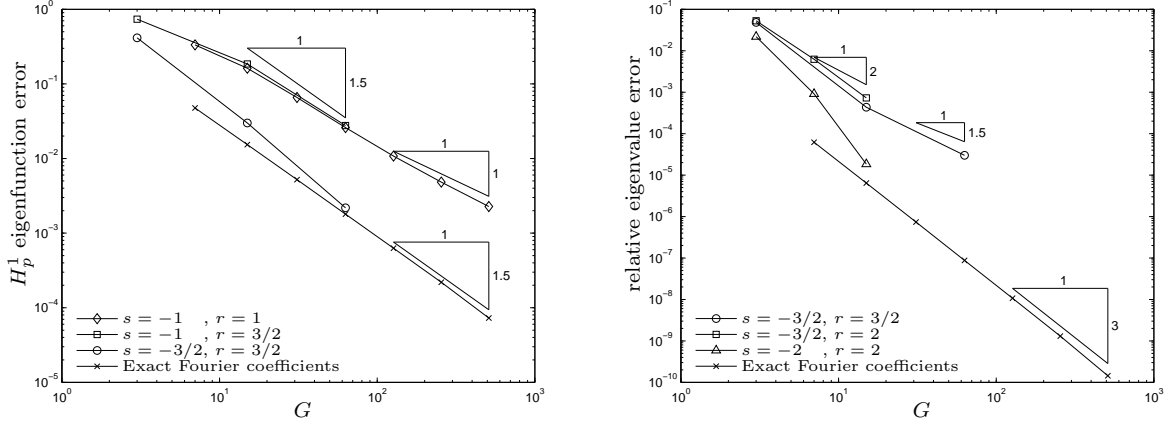 H_p^1 eigenfunction error
10^0
10^{-1}
10^{-2}
10^{-3}
10^{-4}
10^{-5}
1
1.5
1
1
1
1.5
s = −1 , r = 1
s = −1 , r = 3/2
s = −3/2, r = 3/2
Exact Fourier coefficients
10^0 10^1 10^2 10^3
G
relative eigenvalue error
10^{-1}
10^{-2}
10^{-3}
10^{-4}
10^{-5}
10^{-6}
10^{-7}
10^{-8}
10^{-9}
10^{-10}
1
2
1
1.5
1
3
s = −3/2, r = 3/2
s = −3/2, r = 2
s = −2 , r = 2
Exact Fourier coefficients
10^0 10^1 10^2 10^3
G